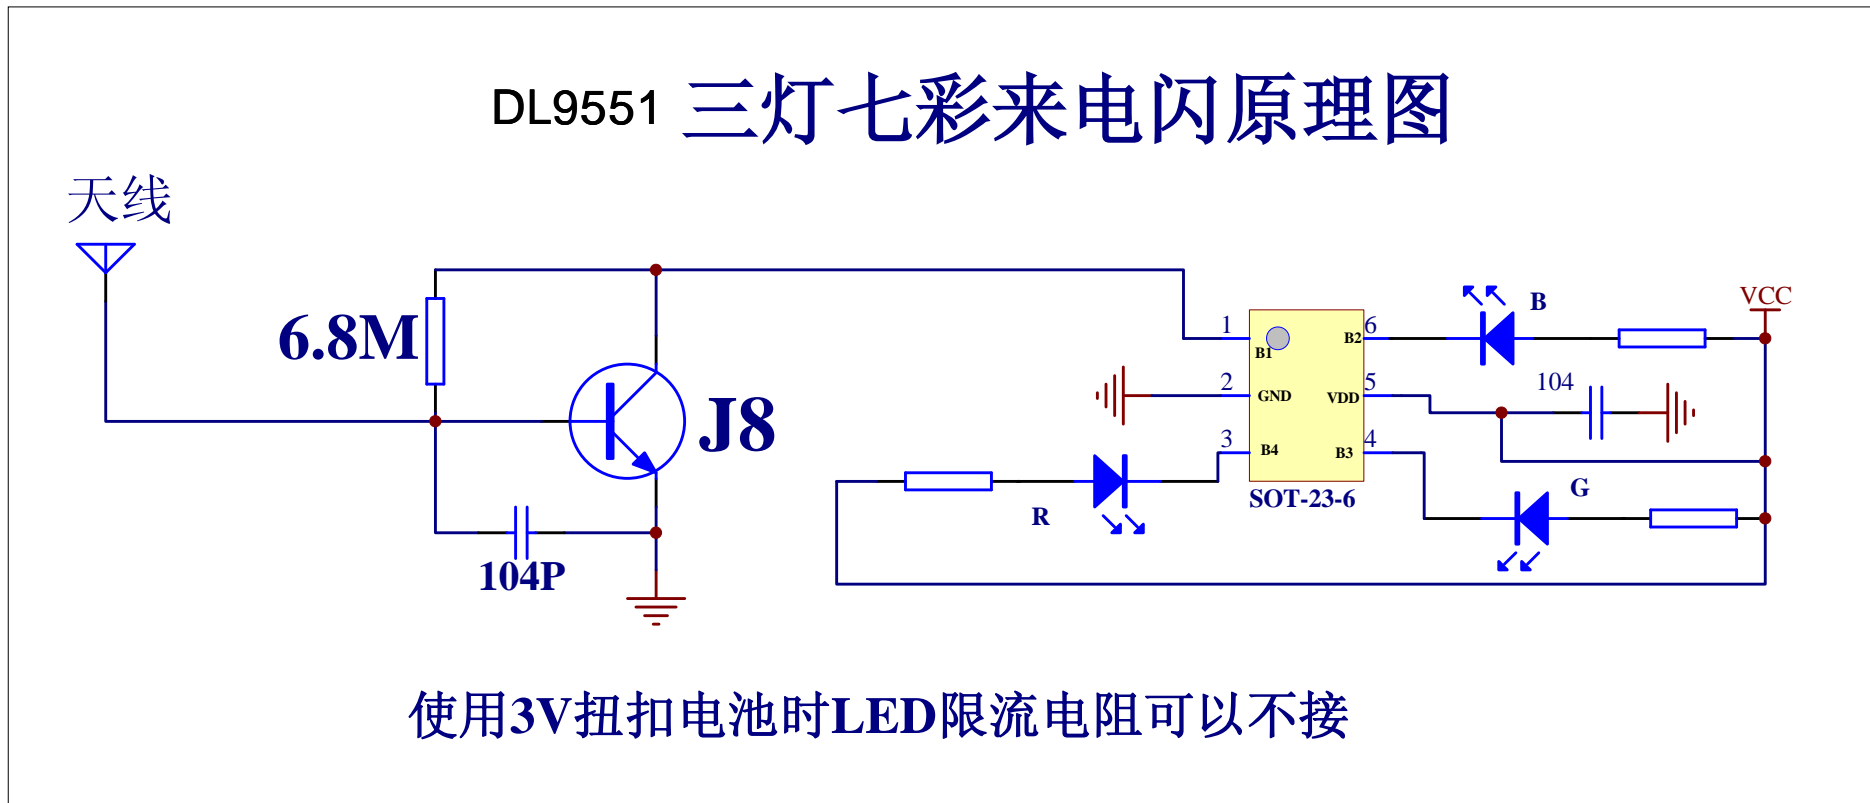 DL9551 三灯七彩来电闪原理图
天线
6.8M
J8
104P
1
B1
2
GND
3
B4
B2
6
VDD
5
B3
4
SOT-23-6
R
B
VCC
104
G
使用3V扭扣电池时LED限流电阻可以不接